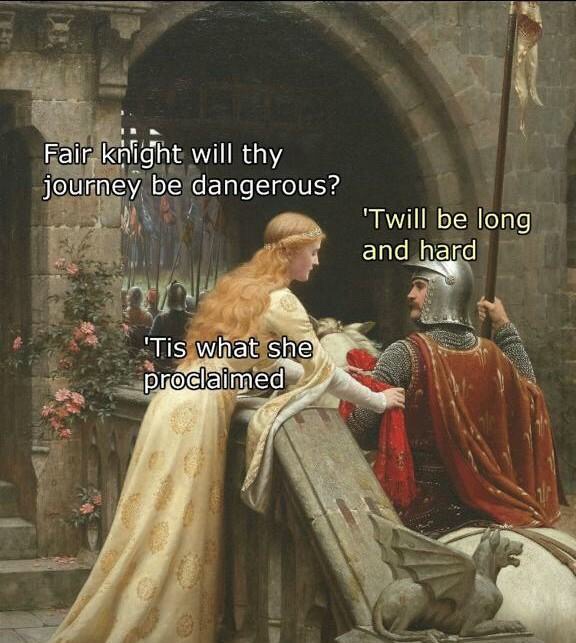 Fair knight will thy
journey be dangerous?
'Twill be long
and hard
'Tis what she
proclaimed